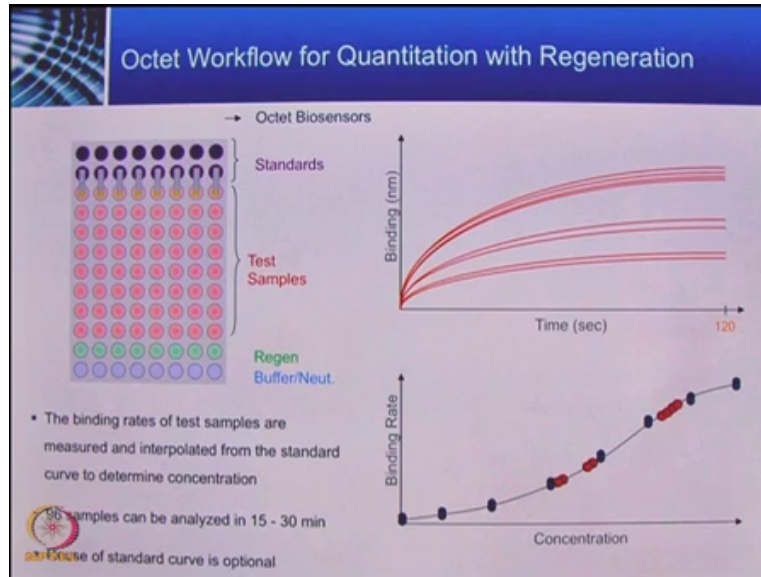 Octet Workflow for Quantitation with Regeneration
→ Octet Biosensors
Standards
Test
Samples
Regen
Buffer/Neut.
Binding (nm)
Time (sec)
120
Binding Rate
Concentration
• The binding rates of test samples are
measured and interpolated from the standard
curve to determine concentration
96 samples can be analyzed in 15 - 30 min
of standard curve is optional